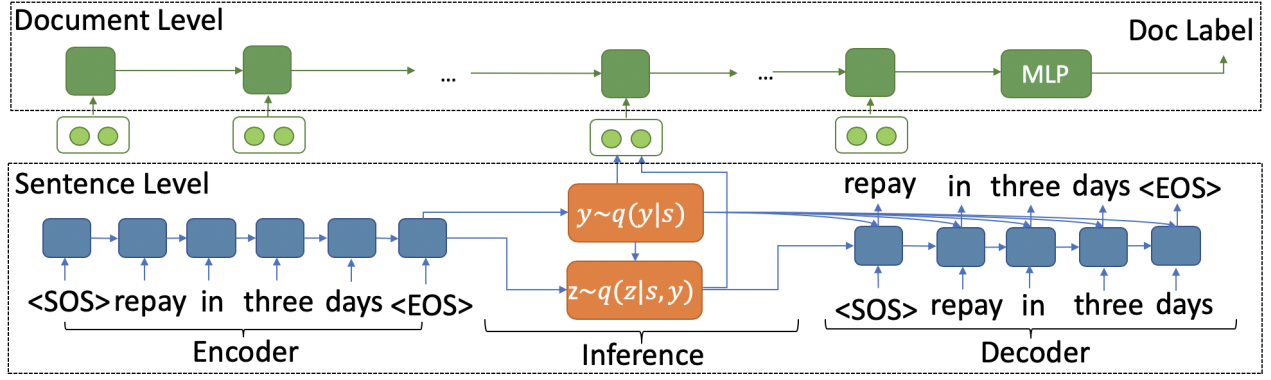 Document Level
Doc Label
... ... MLP
Sentence Level
repay in three days <EOS>
y~q(y|s)
z~q(z|s,y)
<SOS> repay in three days <EOS>
<SOS> repay in three days
Encoder
Inference
Decoder